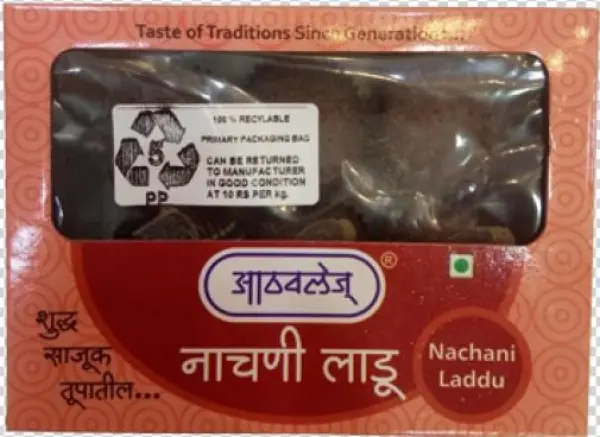 Taste of Traditions Since Generations...
100 % RECYLABLE
PRIMARY PACKAGING BAG
CAN BE RETURNED
TO MANUFACTURER
IN GOOD CONDITION
AT 10 RS PER kg.
5
PP
आठवलेज्
®
शुद्ध
साजूक
तूपातील...
नाचणी लाडू
Nachani
Laddu